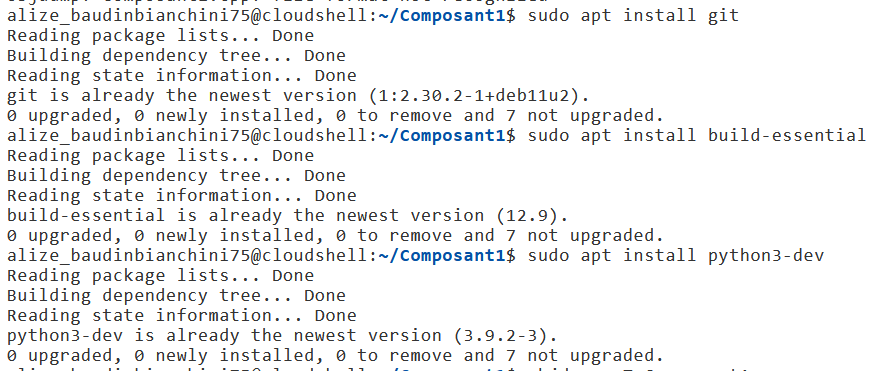 alize_baudinbianchini75@cloudshell:~/Composant1$ sudo apt install git
Reading package lists... Done
Building dependency tree... Done
Reading state information... Done
git is already the newest version (1:2.30.2-1+deb11u2).
0 upgraded, 0 newly installed, 0 to remove and 7 not upgraded.
alize_baudinbianchini75@cloudshell:~/Composant1$ sudo apt install build-essential
Reading package lists... Done
Building dependency tree... Done
Reading state information... Done
build-essential is already the newest version (12.9).
0 upgraded, 0 newly installed, 0 to remove and 7 not upgraded.
alize_baudinbianchini75@cloudshell:~/Composant1$ sudo apt install python3-dev
Reading package lists... Done
Building dependency tree... Done
Reading state information... Done
python3-dev is already the newest version (3.9.2-3).
0 upgraded, 0 newly installed, 0 to remove and 7 not upgraded.